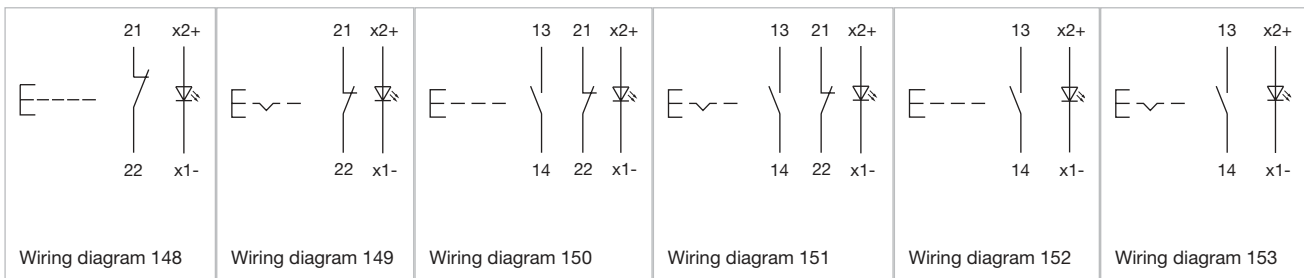 21 x2+ 21 x2+ 13 21 x2+ 13 21 x2+ 13 x2+ 13 x2+
22 x1- 22 x1- 14 22 x1- 14 22 x1- 14 x1- 14 x1-
Wiring diagram 148 Wiring diagram 149 Wiring diagram 150 Wiring diagram 151 Wiring diagram 152 Wiring diagram 153